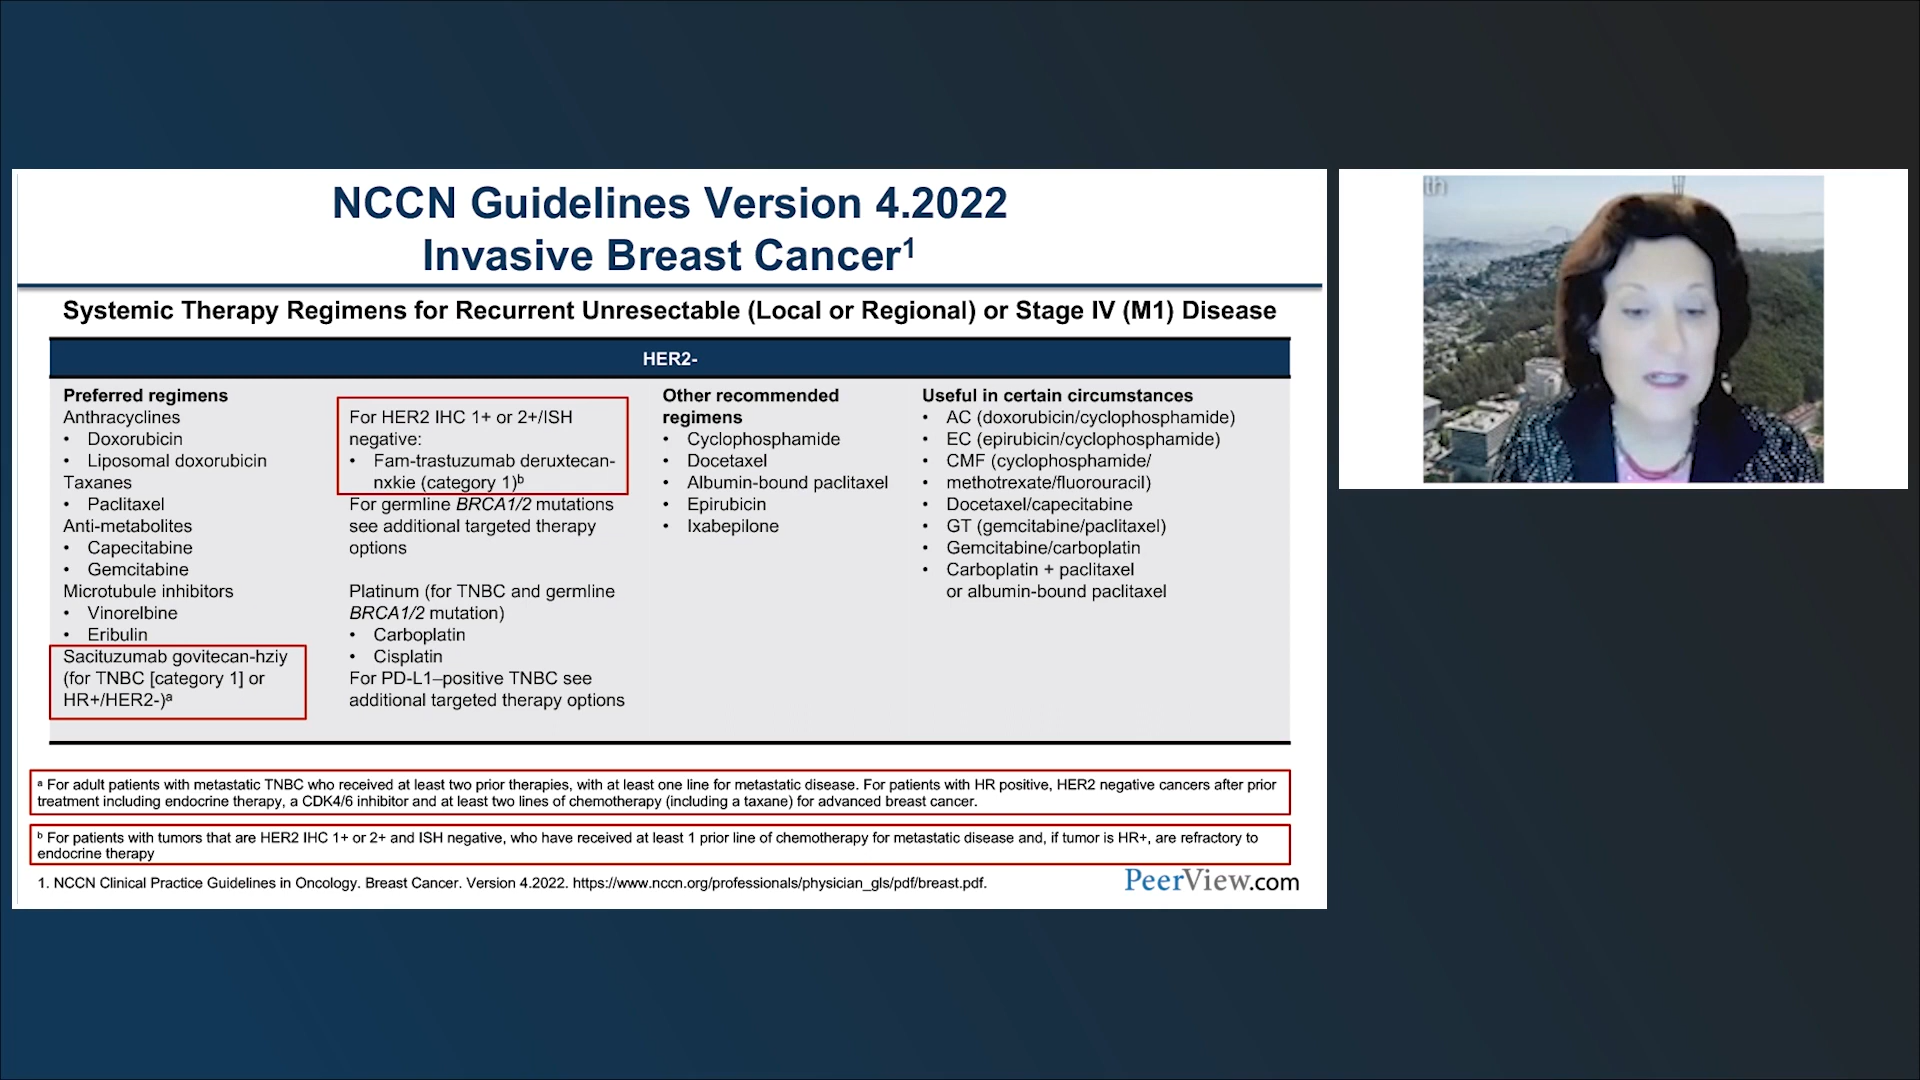 NCCN Guidelines Version 4.2022
Invasive Breast Cancer¹
Systemic Therapy Regimens for Recurrent Unresectable (Local or Regional) or Stage IV (M1) Disease
HER2-
Preferred regimens
Anthracyclines
• Doxorubicin
• Liposomal doxorubicin
Taxanes
• Paclitaxel
Anti-metabolites
• Capecitabine
• Gemcitabine
Microtubule inhibitors
• Vinorelbine
• Eribulin
Sacituzumab govitecan-hziy
(for TNBC [category 1] or
HR+/HER2-)ᵃ
For HER2 IHC 1+ or 2+/ISH
negative:
• Fam-trastuzumab deruxtecan-
nxkie (category 1)ᵇ
For germline BRCA1/2 mutations
see additional targeted therapy
options
Platinum (for TNBC and germline
BRCA1/2 mutation)
• Carboplatin
• Cisplatin
For PD-L1–positive TNBC see
additional targeted therapy options
Other recommended
regimens
• Cyclophosphamide
• Docetaxel
• Albumin-bound paclitaxel
• Epirubicin
• Ixabepilone
Useful in certain circumstances
• AC (doxorubicin/cyclophosphamide)
• EC (epirubicin/cyclophosphamide)
• CMF (cyclophosphamide/
• methotrexate/fluorouracil)
• Docetaxel/capecitabine
• GT (gemcitabine/paclitaxel)
• Gemcitabine/carboplatin
• Carboplatin + paclitaxel
or albumin-bound paclitaxel
ᵃ For adult patients with metastatic TNBC who received at least two prior therapies, with at least one line for metastatic disease. For patients with HR positive, HER2 negative cancers after prior
treatment including endocrine therapy, a CDK4/6 inhibitor and at least two lines of chemotherapy (including a taxane) for advanced breast cancer.
ᵇ For patients with tumors that are HER2 IHC 1+ or 2+ and ISH negative, who have received at least 1 prior line of chemotherapy for metastatic disease and, if tumor is HR+, are refractory to
endocrine therapy
1. NCCN Clinical Practice Guidelines in Oncology. Breast Cancer. Version 4.2022. https://www.nccn.org/professionals/physician_gls/pdf/breast.pdf.
PeerView.com